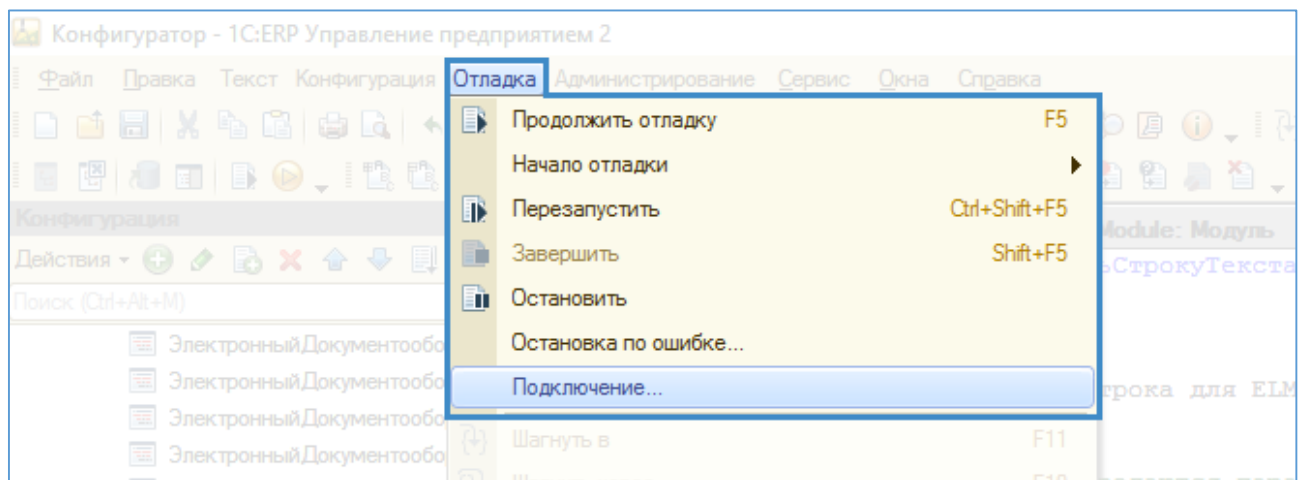 Конфигуратор - 1С:ERP Управление предприятием 2
Файл Правка Текст Конфигурация Отладка Администрирование Сервис Окна Справка
Продолжить отладку F5
Начало отладки
Перезапустить Ctrl+Shift+F5
Конфигурация
Module: Модуль
Действия
Завершить Shift+F5
ьСтрокуТекста
Поиск (Ctrl+Alt+M)
Остановить
ЭлектронныйДокументообо
Остановка по ошибке...
ЭлектронныйДокументообо
Подключение...
трока для ELM
ЭлектронныйДокументообо
Шагнуть в F11
ЭлектронныйДокументообо
F10